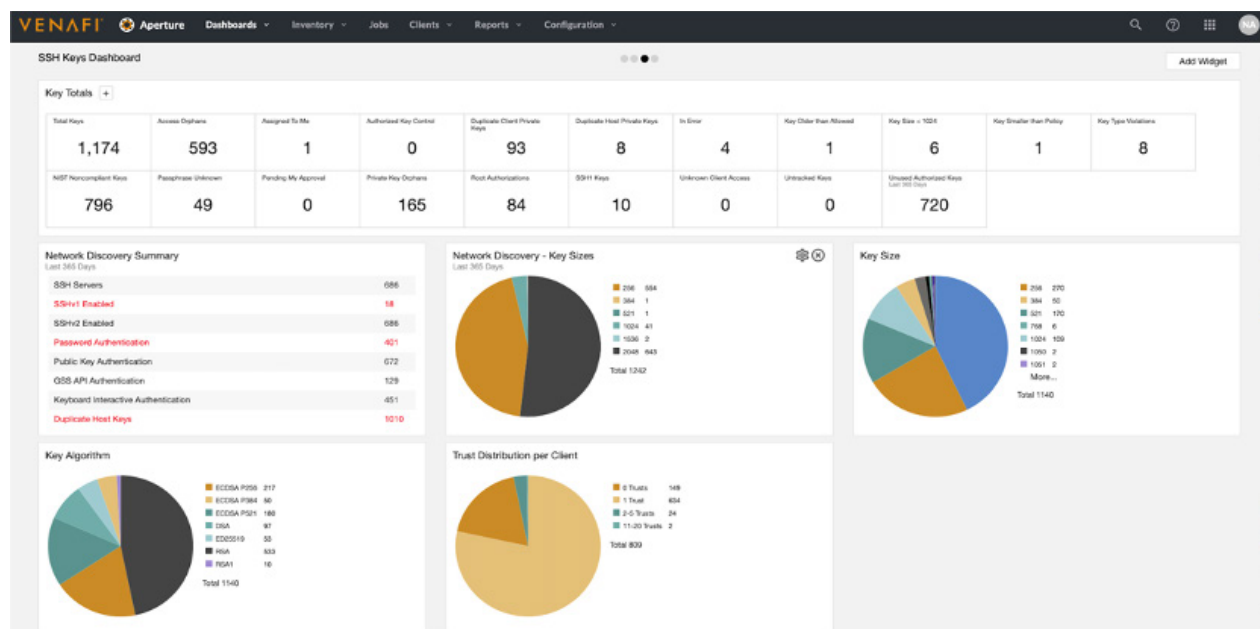 VENAFI Aperture Dashboards Inventory Jobs Clients Reports Configuration NA
SSH Keys Dashboard
Add Widget
Key Totals +
Total Keys
1,174
Access Orphans
593
Assigned To Me
1
Authorized Key Control
0
Duplicate Client Private
Keys
93
Duplicate Host Private Keys
8
In Error
4
Key Older than Allowed
1
Key Size < 1024
6
Key Smaller than Policy
1
Key Type Violations
8
NIST Noncompliant Keys
796
Passphrase Unknown
49
Pending My Approval
0
Private Key Orphans
165
Root Authorizations
84
SSH1 Keys
10
Unknown Client Access
0
Untracked Keys
0
Unused Authorized Keys
Last 365 Days
720
Network Discovery Summary
Last 365 Days
SSH Servers 686
SSHv1 Enabled 18
SSHv2 Enabled 686
Password Authentication 401
Public Key Authentication 672
GSS API Authentication 129
Keyboard Interactive Authentication 451
Duplicate Host Keys 1010
Network Discovery - Key Sizes
Last 365 Days
256 554
384 1
521 1
1024 41
1536 2
2048 643
Total 1242
Key Size
256 270
384 50
521 170
768 6
1024 109
1050 2
1051 2
More...
Total 1140
Key Algorithm
ECDSA P256 217
ECDSA P384 50
ECDSA P521 180
DSA 97
ED25519 53
RSA 533
RSA1 10
Total 1140
Trust Distribution per Client
0 Trusts 149
1 Trust 634
2-5 Trusts 24
11-20 Trusts 2
Total 809